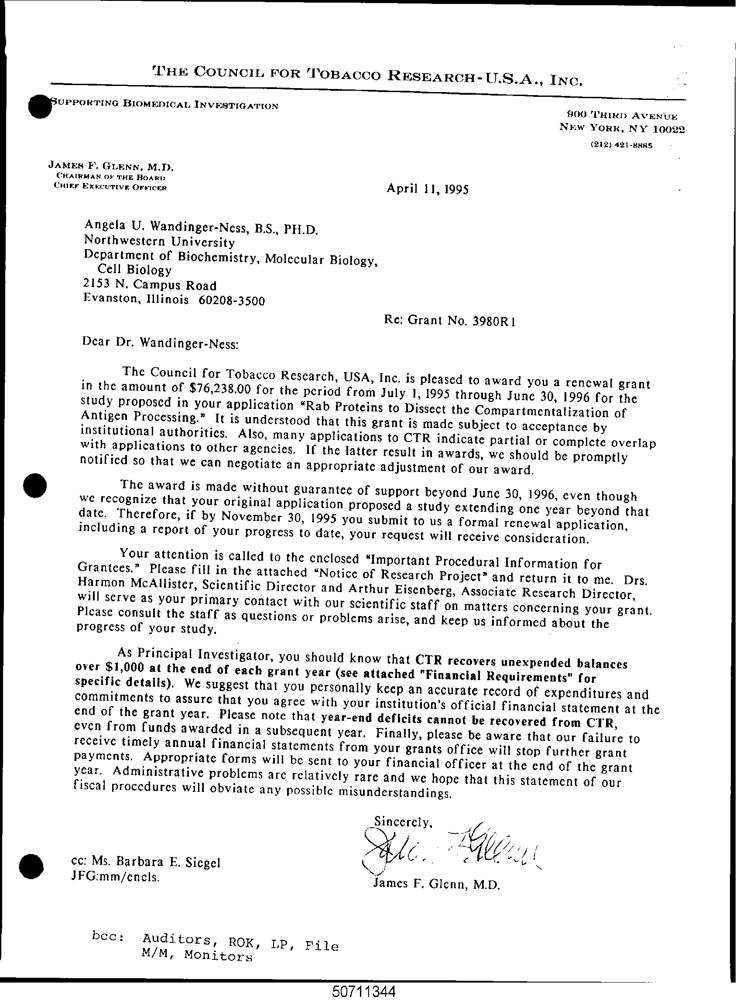 THE COUNCIL FOR TOBACCO RESEARCH-U.S.A., INC.
SUPPORTING BIOMEDICAL INVESTIGATION
900 THIRD AVENUE
NEW YORK, NY 10022
(212) 421-8885
JAMES F. GLENN, M.D.
CHAIRMAN OF THE BOARD
CHIEF EXECUTIVE OFFICER
April 11, 1995
Angela U. Wandinger-Ness, B.S., PH.D.
Northwestern University
Department of Biochemistry, Molecular Biology,
Cell Biology
2153 N. Campus Road
Evanston, Illinois 60208-3500
Re: Grant No. 3980R1
Dear Dr. Wandinger-Ness:
The Council for Tobacco Research, USA, Inc. is pleased to award you a renewal grant
in the amount of $76,238.00 for the period from July 1, 1995 through June 30, 1996 for the
study proposed in your application "Rab Proteins to Dissect the Compartmentalization of
Antigen Processing." It is understood that this grant is made subject to acceptance by
institutional authorities. Also, many applications to CTR indicate partial or complete overlap
with applications to other agencies. If the latter result in awards, we should be promptly
notified so that we can negotiate an appropriate adjustment of our award.
The award is made without guarantee of support beyond June 30, 1996, even though
we recognize that your original application proposed a study extending one year beyond that
date. Therefore, if by November 30, 1995 you submit to us a formal renewal application,
including a report of your progress to date, your request will receive consideration.
Your attention is called to the enclosed "Important Procedural Information for
Grantees." Please fill in the attached "Notice of Research Project" and return it to me. Drs.
Harmon McAllister, Scientific Director and Arthur Eisenberg, Associate Research Director,
will serve as your primary contact with our scientific staff on matters concerning your grant.
Please consult the staff as questions or problems arise, and keep us informed about the
progress of your study.
As Principal Investigator, you should know that CTR recovers unexpended balances
over $1,000 at the end of each grant year (see attached "Financial Requirements" for
specific details). We suggest that you personally keep an accurate record of expenditures and
commitments to assure that you agree with your institution's official financial statement at the
end of the grant year. Please note that year-end deficits cannot be recovered from CTR,
even from funds awarded in a subsequent year. Finally, please be aware that our failure to
receive timely annual financial statements from your grants office will stop further grant
payments. Appropriate forms will be sent to your financial officer at the end of the grant
year. Administrative problems are relatively rare and we hope that this statement of our
fiscal procedures will obviate any possible misunderstandings.
Sincerely,
James F. Glenn, M.D.
cc: Ms. Barbara E. Siegel
JFG:mm/encls.
bcc: Auditors, ROK, LP, File
M/M, Monitors
50711344